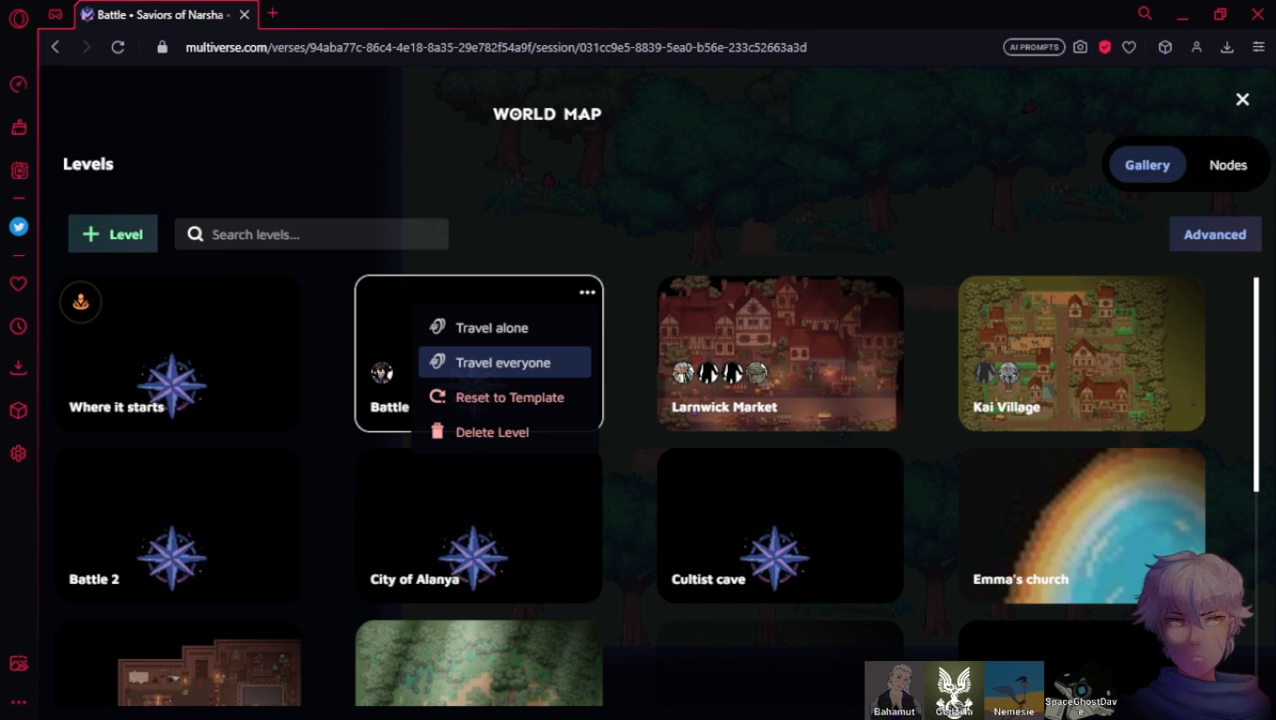 Battle • Saviors of Narsha -
multiverse.com/verses/94aba77c-86c4-4e18-8a35-29e782f54a9f/session/031cc9e5-8839-5ea0-b56e-233c52663a3d
AI PROMPTS
WORLD MAP
Levels
Gallery
Nodes
Level
Search levels...
Advanced
Travel alone
Travel everyone
Reset to Template
Delete Level
Where it starts
Battle
Larnwick Market
Kai Village
Battle 2
City of Alanya
Cultist cave
Emma's church
Bahamut
Nemesie
SpaceGhostDav
e